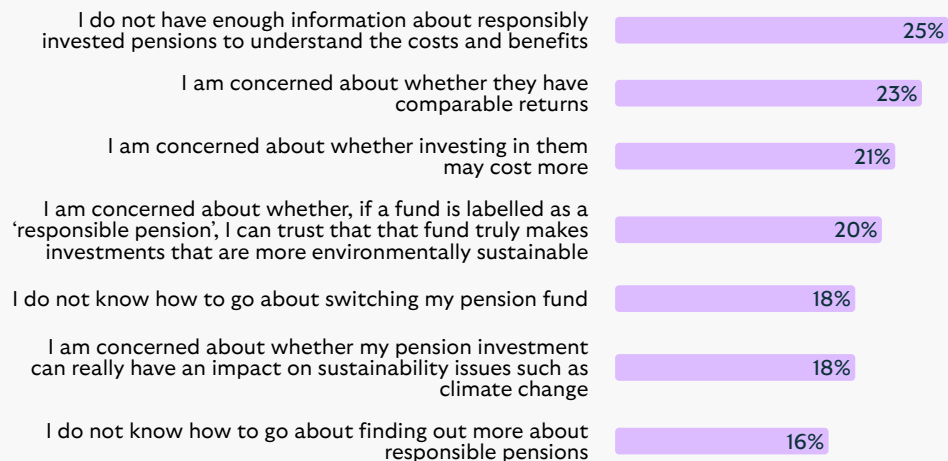 I do not have enough information about responsibly
invested pensions to understand the costs and benefits
25%
I am concerned about whether they have
comparable returns
23%
I am concerned about whether investing in them
may cost more
21%
I am concerned about whether, if a fund is labelled as a
‘responsible pension’, I can trust that that fund truly makes
investments that are more environmentally sustainable
20%
I do not know how to go about switching my pension fund
18%
I am concerned about whether my pension investment
can really have an impact on sustainability issues such as
climate change
18%
I do not know how to go about finding out more about
responsible pensions
16%